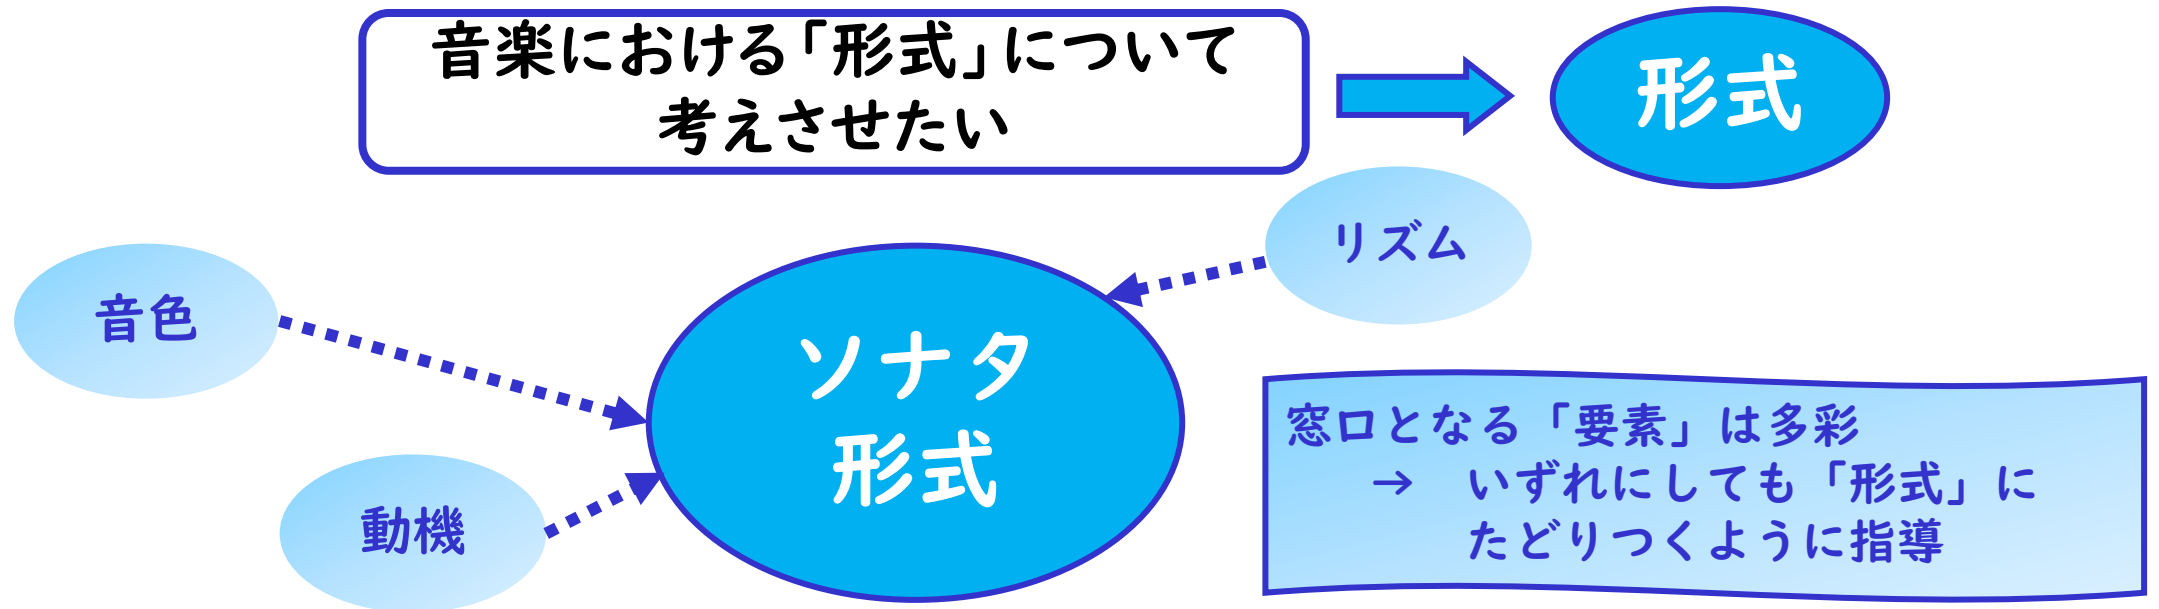 音楽における「形式」について
考えさせたい
形式
リズム
音色
ソナタ
形式
動機
窓口となる「要素」は多彩
→ いずれにしても「形式」に
たどりつくように指導